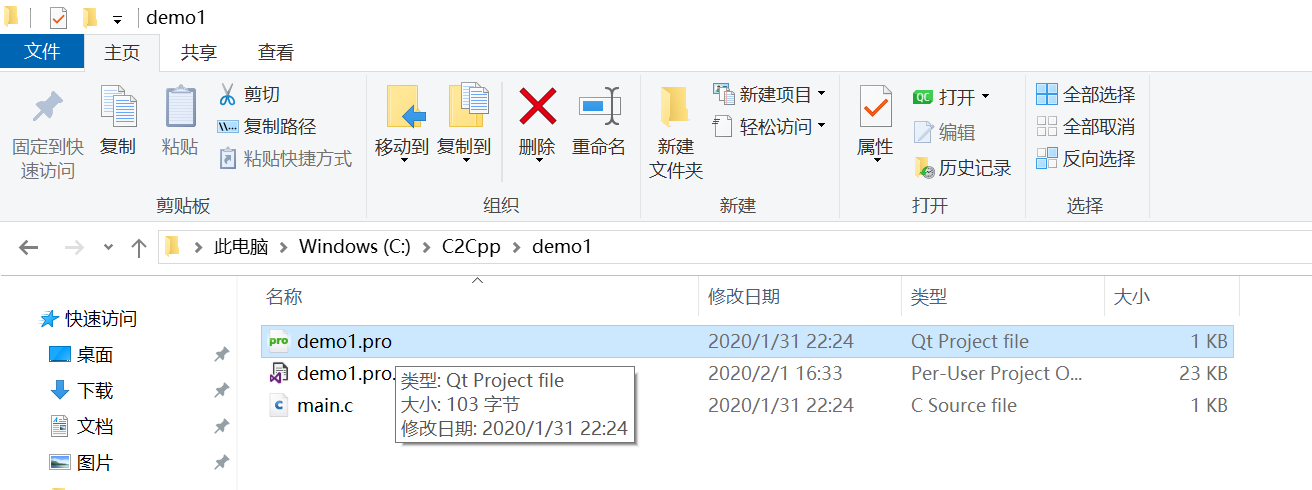 demo1
文件 主页 共享 查看
固定到快速访问
复制
粘贴
剪切
复制路径
粘贴快捷方式
剪贴板
移动到
复制到
删除
重命名
组织
新建
文件夹
新建项目
轻松访问
新建
属性
打开
编辑
历史记录
打开
全部选择
全部取消
反向选择
选择
此电脑 Windows (C:) C2Cpp demo1
名称 修改日期 类型 大小
快速访问
桌面
下载
文档
图片
demo1.pro 2020/1/31 22:24 Qt Project file 1 KB
demo1.pro. 2020/2/1 16:33 Per-User Project O... 23 KB
main.c 2020/1/31 22:24 C Source file 1 KB
类型: Qt Project file
大小: 103 字节
修改日期: 2020/1/31 22:24